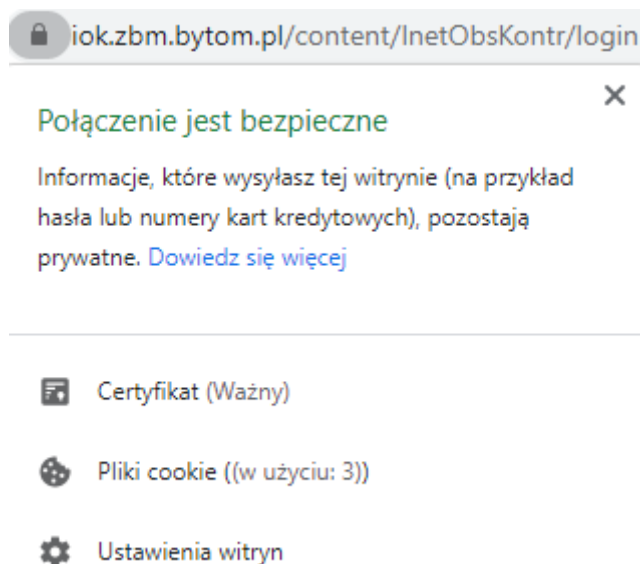 iok.zbm.bytom.pl/content/InetObsKontr/login
Połączenie jest bezpieczne
Informacje, które wysyłasz tej witrynie (na przykład
hasła lub numery kart kredytowych), pozostają
prywatne. Dowiedz się więcej
Certyfikat (Ważny)
Pliki cookie ((w użyciu: 3))
Ustawienia witryn